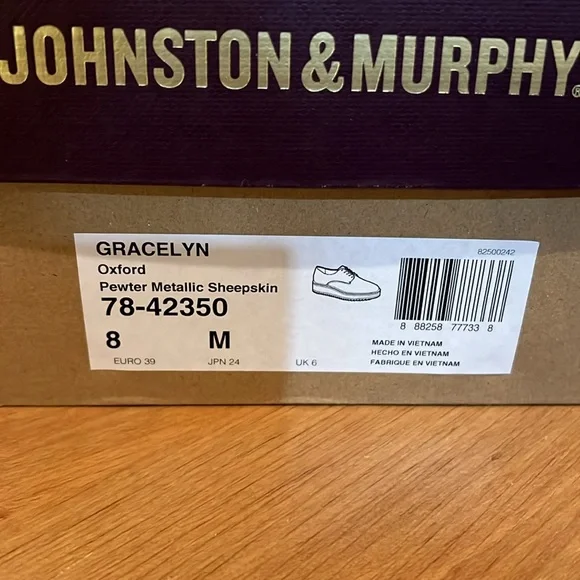 JOHNSTON & MURPHY®
GRACELYN
Oxford
Pewter Metallic Sheepskin
78-42350
8 M
EURO 39 JPN 24 UK 6
82500242
8 88258 77733 8
MADE IN VIETNAM
HECHO EN VIETNAM
FABRIQUE EN VIETNAM